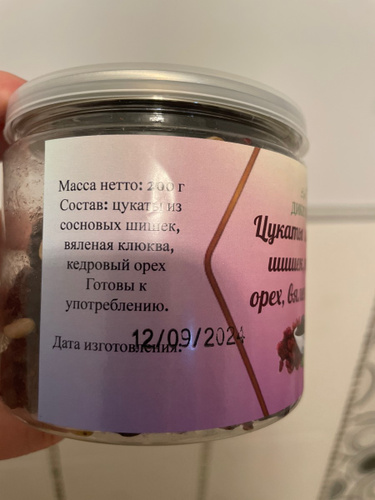 Масса нетто: 200 г
Состав: цукаты из
сосновых шишек,
вяленая клюква,
кедровый орех
Готовы к
употреблению.
Дата изготовления:
12/09/2024
Цукаты
шишек,
орех,